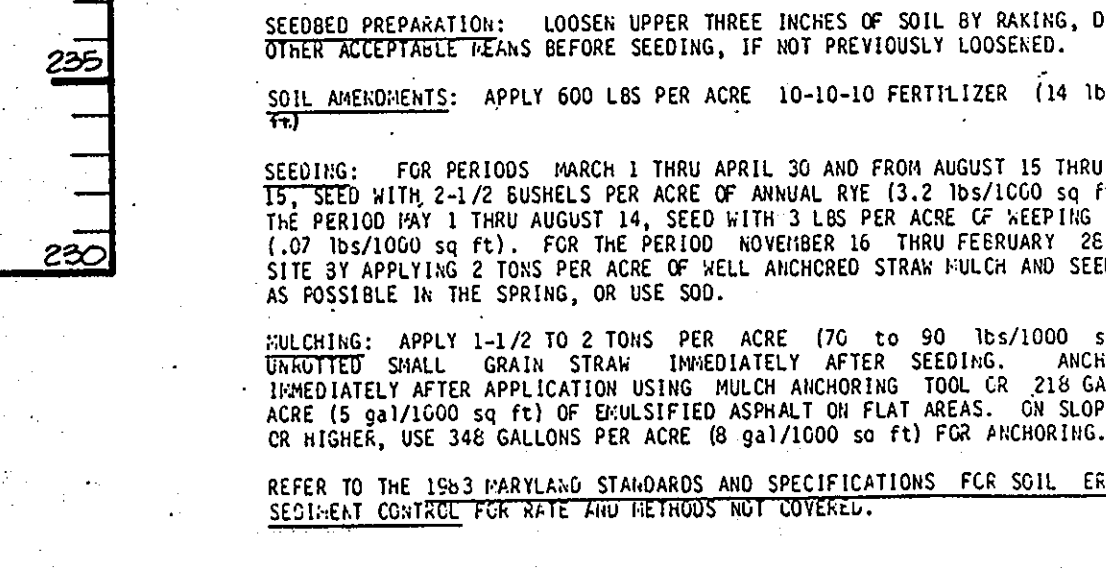 235
230
SEEDBED PREPARATION: LOOSEN UPPER THREE INCHES OF SOIL BY RAKING, D
OTHER ACCEPTABLE MEANS BEFORE SEEDING, IF NOT PREVIOUSLY LOOSENED.
SOIL AMENDMENTS: APPLY 600 LBS PER ACRE 10-10-10 FERTILIZER (14 lb
ft.)
SEEDING: FOR PERIODS MARCH 1 THRU APRIL 30 AND FROM AUGUST 15 THRU
15, SEED WITH 2-1/2 BUSHELS PER ACRE OF ANNUAL RYE (3.2 lbs/1000 sq f
THE PERIOD MAY 1 THRU AUGUST 14, SEED WITH 3 LBS PER ACRE OF WEEPING
(.07 lbs/1000 sq ft). FOR THE PERIOD NOVEMBER 16 THRU FEBRUARY 28
SITE BY APPLYING 2 TONS PER ACRE OF WELL ANCHORED STRAW MULCH AND SEE
AS POSSIBLE IN THE SPRING, OR USE SOD.
MULCHING: APPLY 1-1/2 TO 2 TONS PER ACRE (70 to 90 lbs/1000 s
UNROTTED SMALL GRAIN STRAW IMMEDIATELY AFTER SEEDING. ANCH
IMMEDIATELY AFTER APPLICATION USING MULCH ANCHORING TOOL OR 218 GA
ACRE (5 gal/1000 sq ft) OF EMULSIFIED ASPHALT ON FLAT AREAS. ON SLOP
OR HIGHER, USE 348 GALLONS PER ACRE (8 gal/1000 sq ft) FOR ANCHORING.
REFER TO THE 1983 MARYLAND STANDARDS AND SPECIFICATIONS FOR SOIL ER
SEDIMENT CONTROL FOR RATE AND METHODS NOT COVERED.